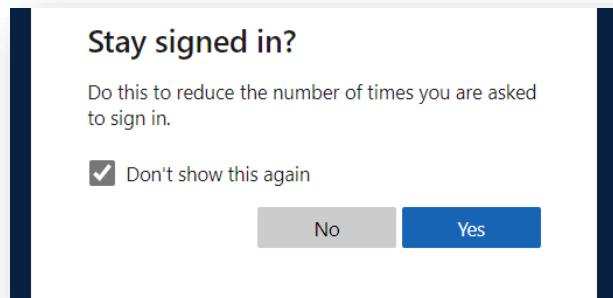 Stay signed in?
Do this to reduce the number of times you are asked
to sign in.
Don't show this again
No
Yes